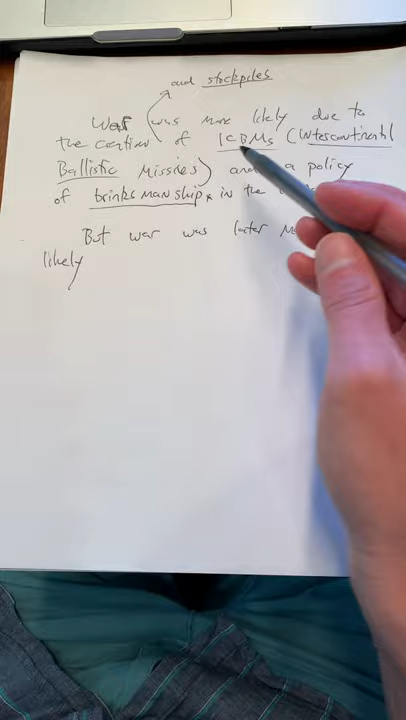 and stockpiles
War was more likely due to
the creation of ICBMs (Intercontinental
Ballistic Missiles) and a policy
of brinksmanship in the
But war was later
likely